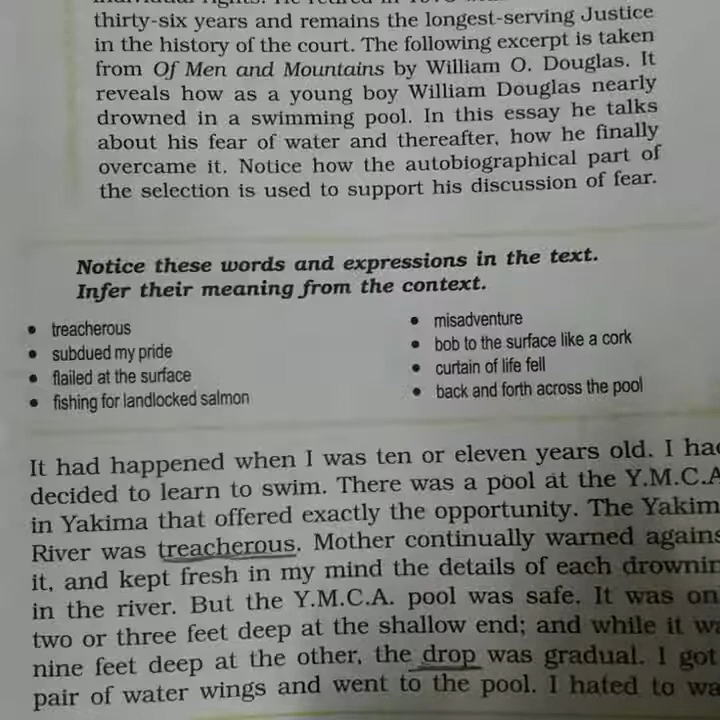 thirty-six years and remains the longest-serving Justice
in the history of the court. The following excerpt is taken
from Of Men and Mountains by William O. Douglas. It
reveals how as a young boy William Douglas nearly
drowned in a swimming pool. In this essay he talks
about his fear of water and thereafter, how he finally
overcame it. Notice how the autobiographical part of
the selection is used to support his discussion of fear.
Notice these words and expressions in the text.
Infer their meaning from the context.
• treacherous
• subdued my pride
• flailed at the surface
• fishing for landlocked salmon
• misadventure
• bob to the surface like a cork
• curtain of life fell
• back and forth across the pool
It had happened when I was ten or eleven years old. I
decided to learn to swim. There was a pool at the Y.M.C.A
in Yakima that offered exactly the opportunity. The Yakim
River was treacherous. Mother continually warned agains
it, and kept fresh in my mind the details of each drownin
in the river. But the Y.M.C.A. pool was safe. It was on
two or three feet deep at the shallow end; and while it
nine feet deep at the other, the drop was gradual. I got
pair of water wings and went to the pool. I hated to